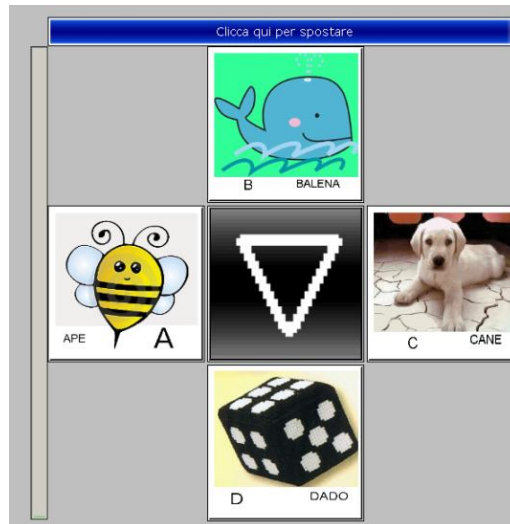 Clicca qui per spostare
B BALENA
APE A
C CANE
D DADO